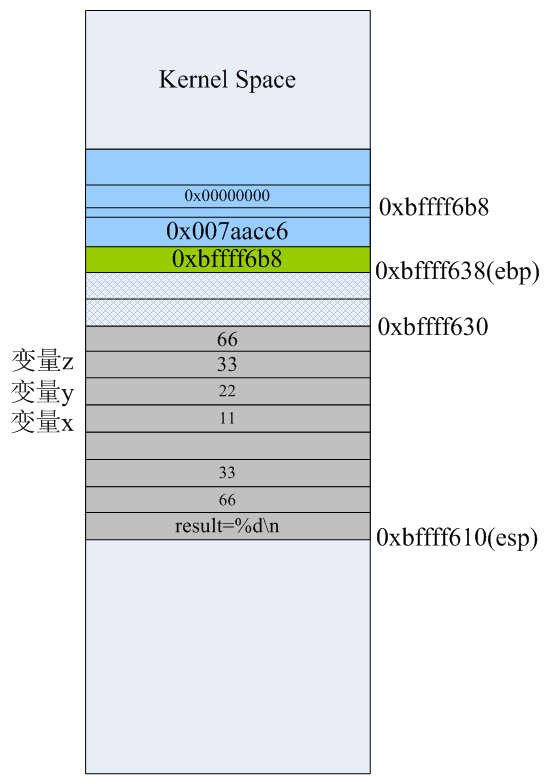 Kernel Space
0x00000000
0xbffff6b8
0x007aacc6
0xbffff6b8
0xbffff638(ebp)
0xbffff630
66
变量z
33
变量y
22
变量x
11
33
66
result=%d\n
0xbffff610(esp)